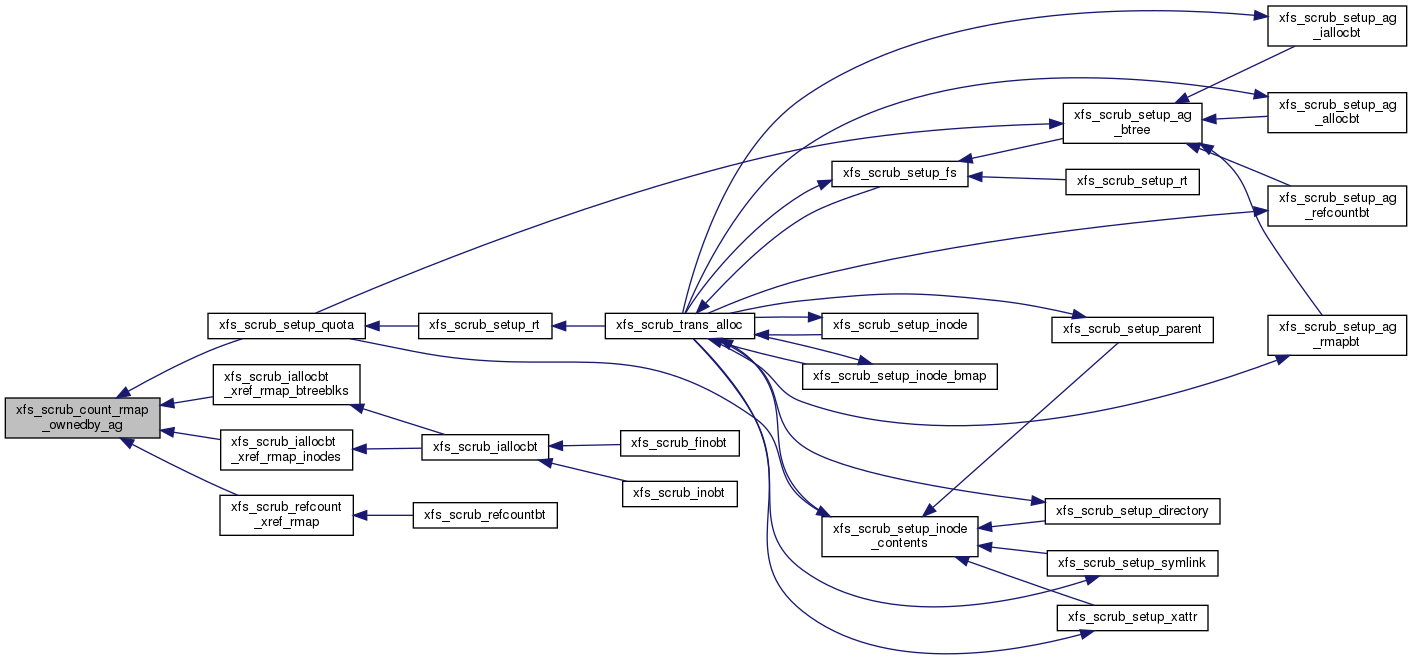 xfs_scrub_setup_ag
_iallocbt
xfs_scrub_setup_ag
_allocbt
xfs_scrub_setup_ag
_btree
xfs_scrub_setup_fs
xfs_scrub_setup_rt
xfs_scrub_setup_ag
_refcountbt
xfs_scrub_setup_quota
xfs_scrub_setup_rt
xfs_scrub_trans_alloc
xfs_scrub_setup_inode
xfs_scrub_setup_parent
xfs_scrub_setup_ag
_rmapbt
xfs_scrub_iallocbt
_xref_rmap_btreeblks
xfs_scrub_setup_inode_bmap
xfs_scrub_count_rmap
_ownedby_ag
xfs_scrub_iallocbt
_xref_rmap_inodes
xfs_scrub_iallocbt
xfs_scrub_finobt
xfs_scrub_inobt
xfs_scrub_refcount
_xref_rmap
xfs_scrub_refcountbt
xfs_scrub_setup_inode
_contents
xfs_scrub_setup_directory
xfs_scrub_setup_symlink
xfs_scrub_setup_xattr